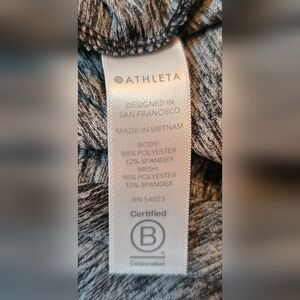 ATHLETA
DESIGNED IN
SAN FRANCISCO
MADE IN VIETNAM
BODY:
88% POLYESTER
12% SPANDEX
MESH:
90% POLYESTER
10% SPANDEX
RN 54023
Certified
B
Corporation